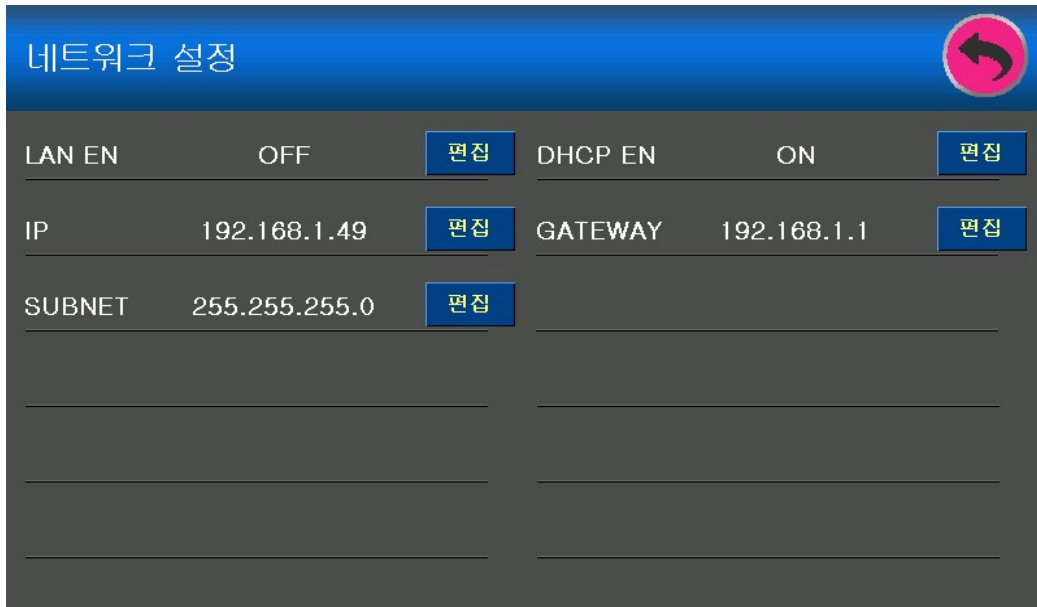 네트워크 설정
LAN EN OFF 편집 DHCP EN ON 편집
IP 192.168.1.49 편집 GATEWAY 192.168.1.1 편집
SUBNET 255.255.255.0 편집